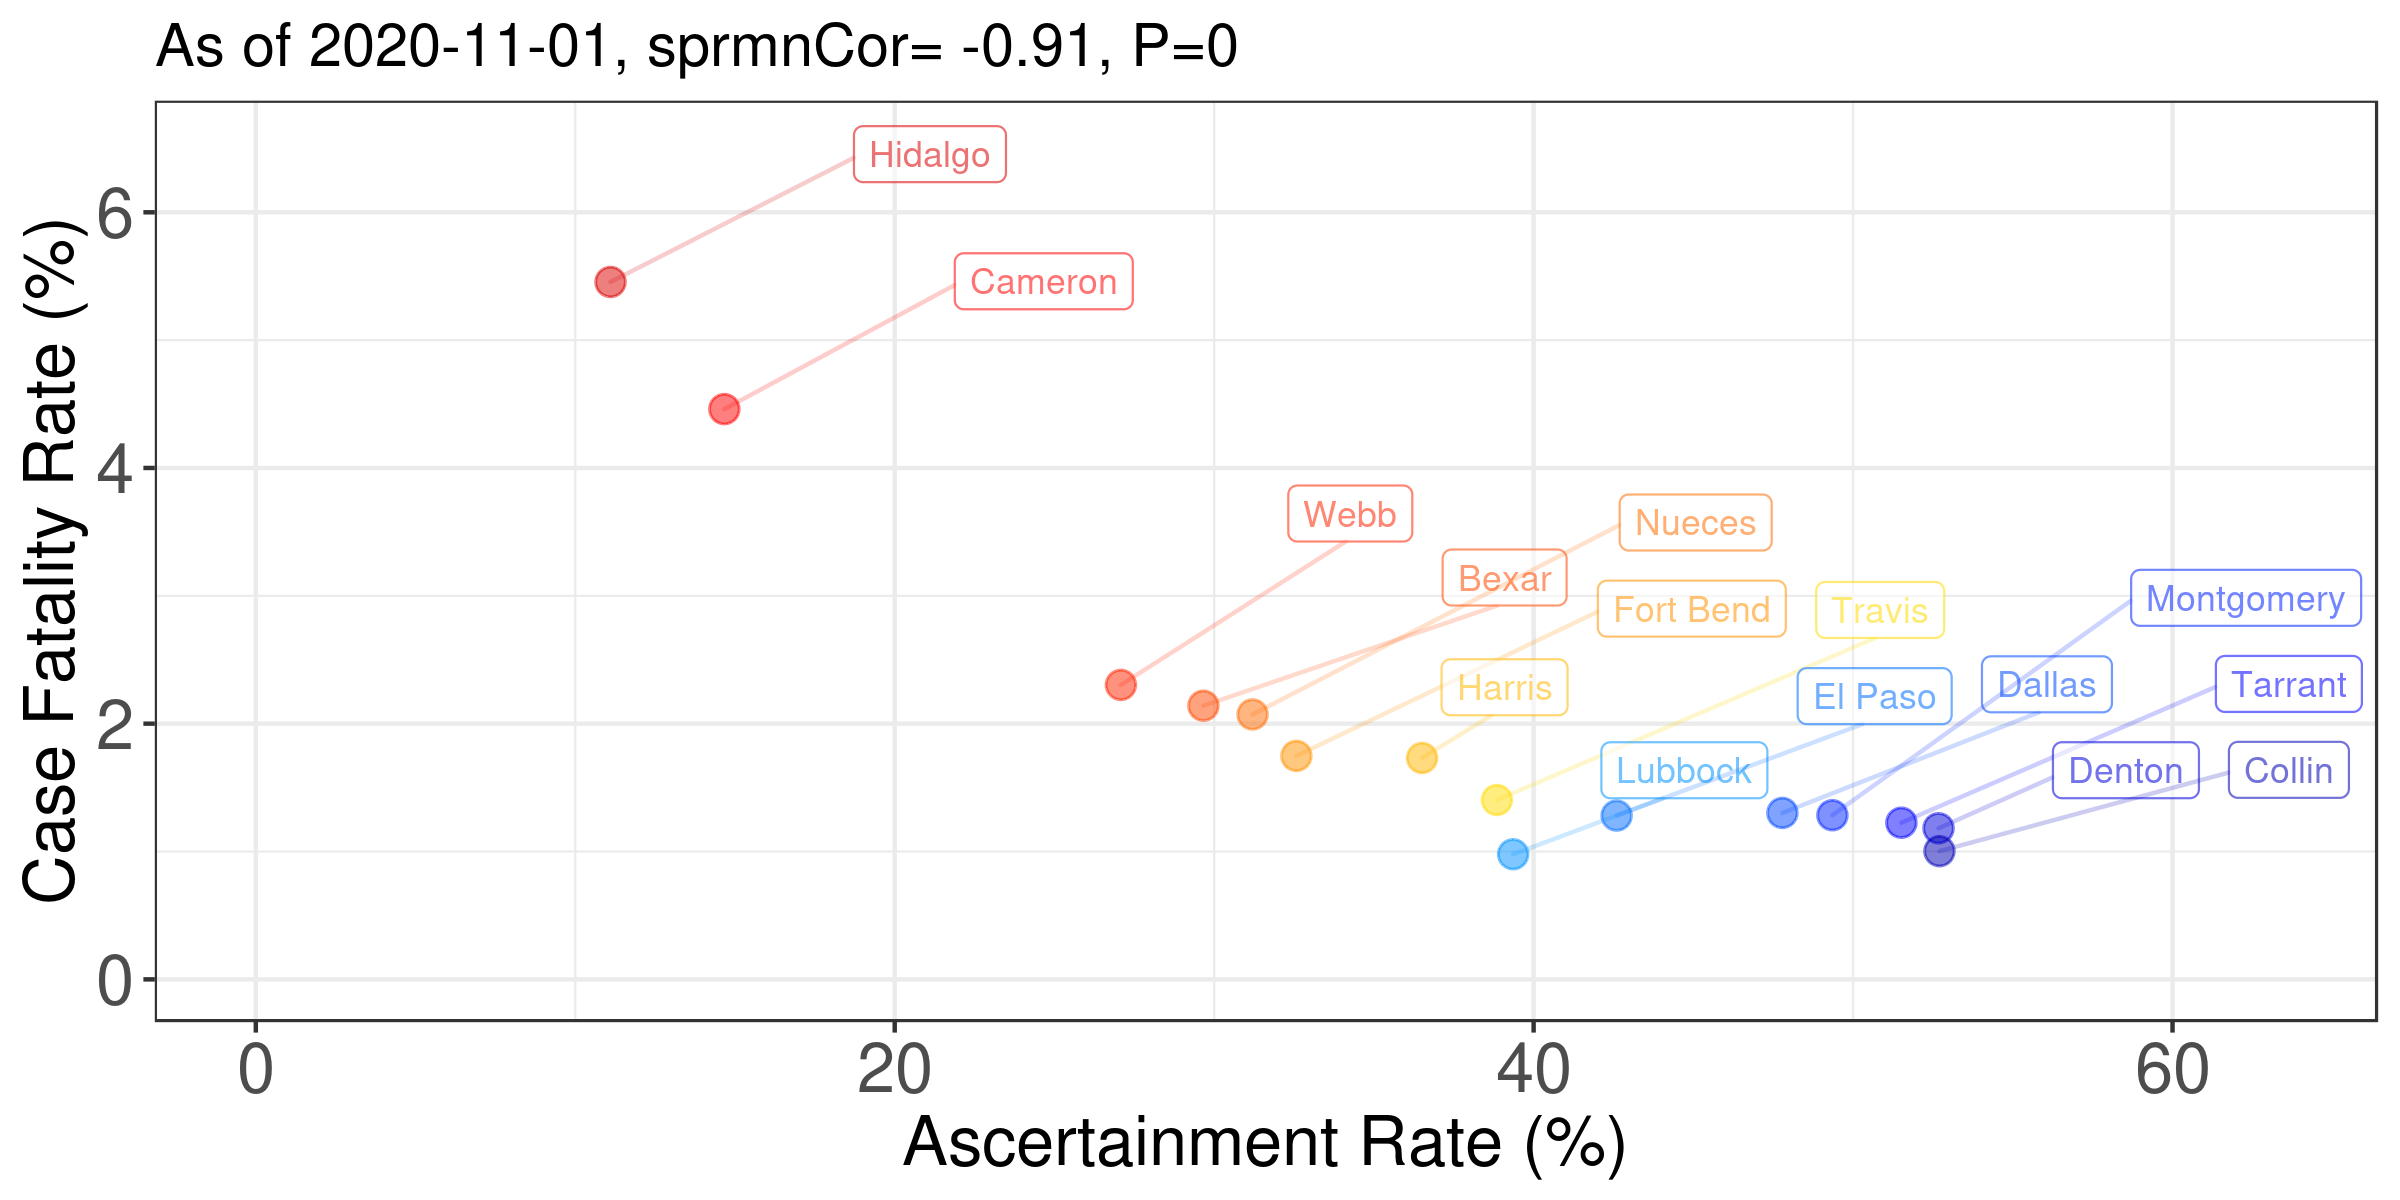 As of 2020-11-01, sprmnCor= -0.91, P=0
Case Fatality Rate (%)
6
4
2
0
Hidalgo
Cameron
Webb
Nueces
Bexar
Fort Bend
Travis
Montgomery
Harris
El Paso
Dallas
Tarrant
Lubbock
Denton
Collin
0
20
40
60
Ascertainment Rate (%)